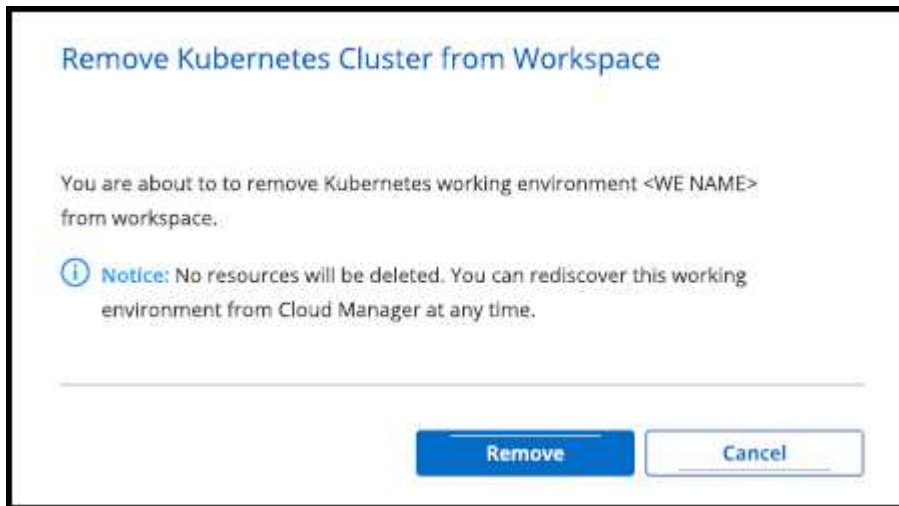 Remove Kubernetes Cluster from Workspace
You are about to to remove Kubernetes working environment <WE NAME>
from workspace.
Notice: No resources will be deleted. You can rediscover this working
environment from Cloud Manager at any time.
Remove
Cancel